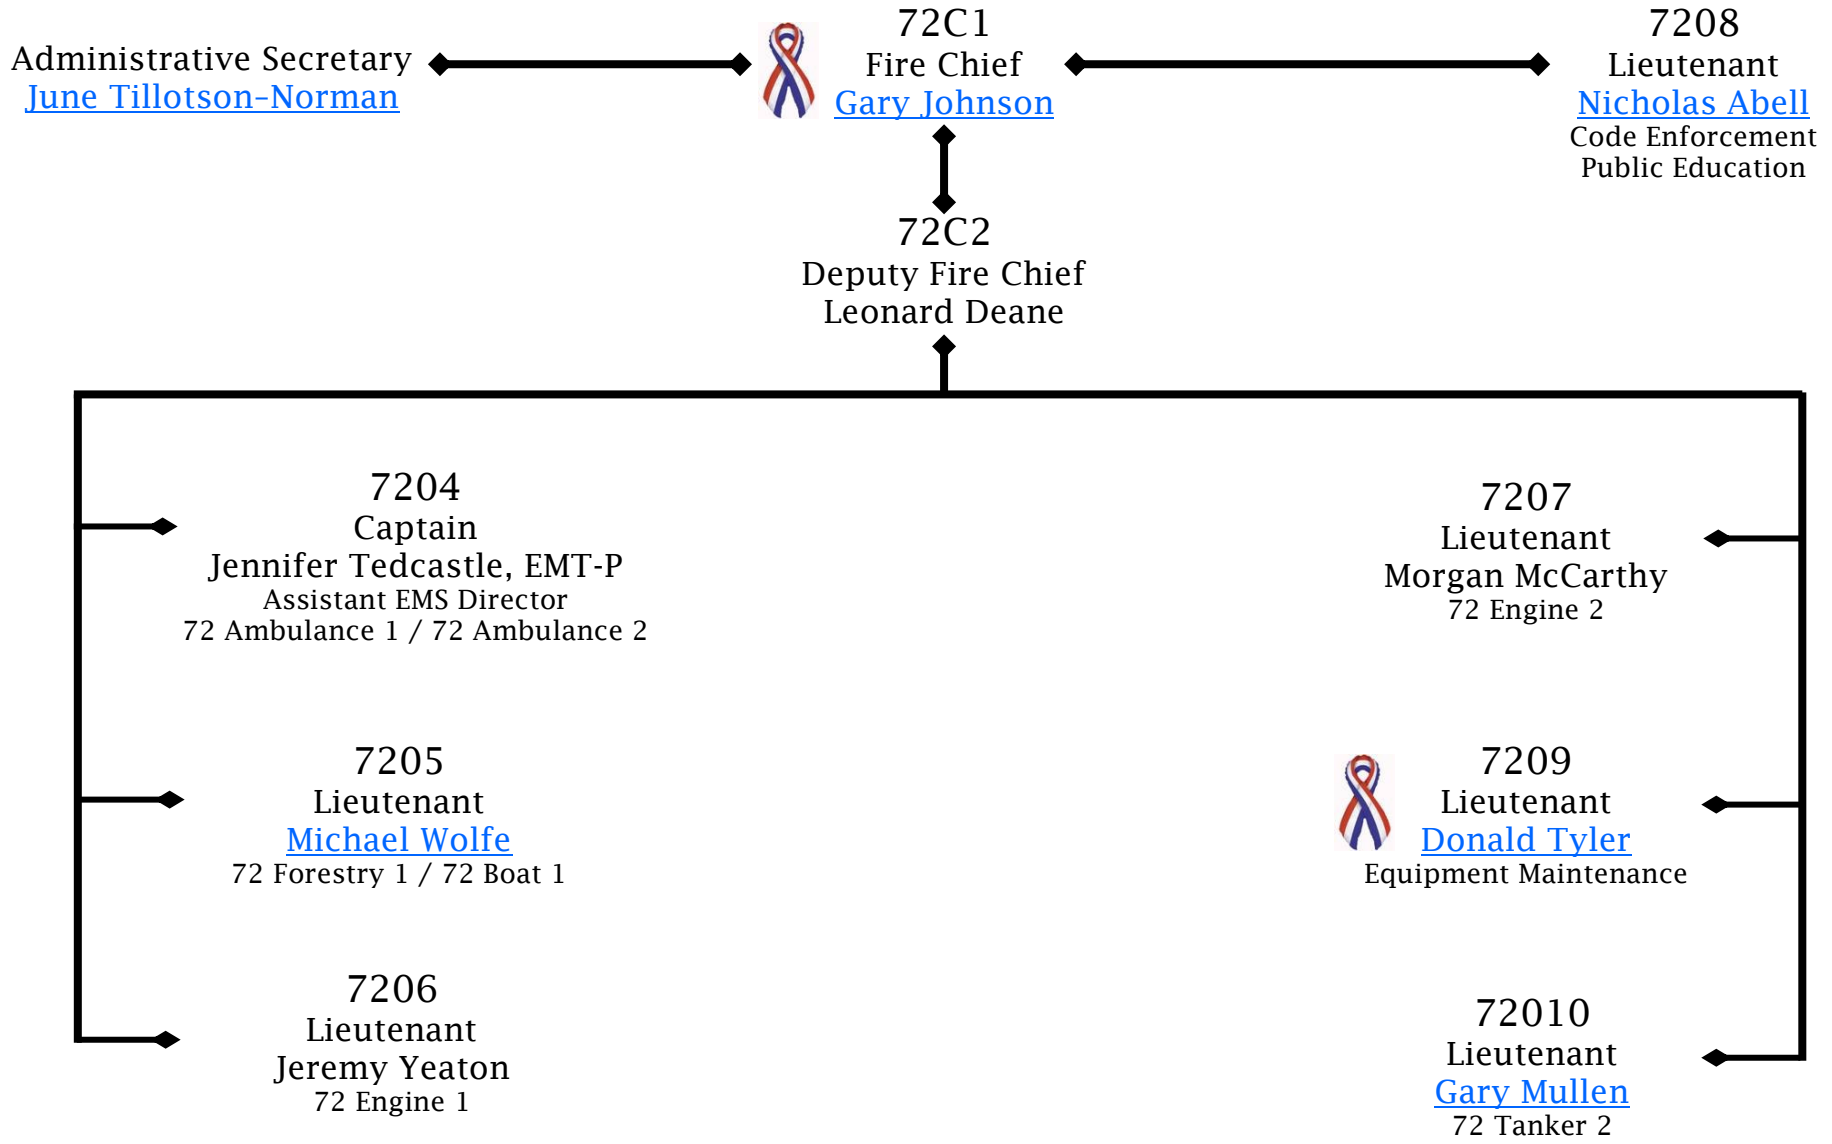 Administrative Secretary
June Tillotson-Norman
72C1
Fire Chief
Gary Johnson
7208
Lieutenant
Nicholas Abell
Code Enforcement
Public Education
72C2
Deputy Fire Chief
Leonard Deane
7204
Captain
Jennifer Tedcastle, EMT-P
Assistant EMS Director
72 Ambulance 1 / 72 Ambulance 2
7207
Lieutenant
Morgan McCarthy
72 Engine 2
7205
Lieutenant
Michael Wolfe
72 Forestry 1 / 72 Boat 1
7209
Lieutenant
Donald Tyler
Equipment Maintenance
7206
Lieutenant
Jeremy Yeaton
72 Engine 1
72010
Lieutenant
Gary Mullen
72 Tanker 2